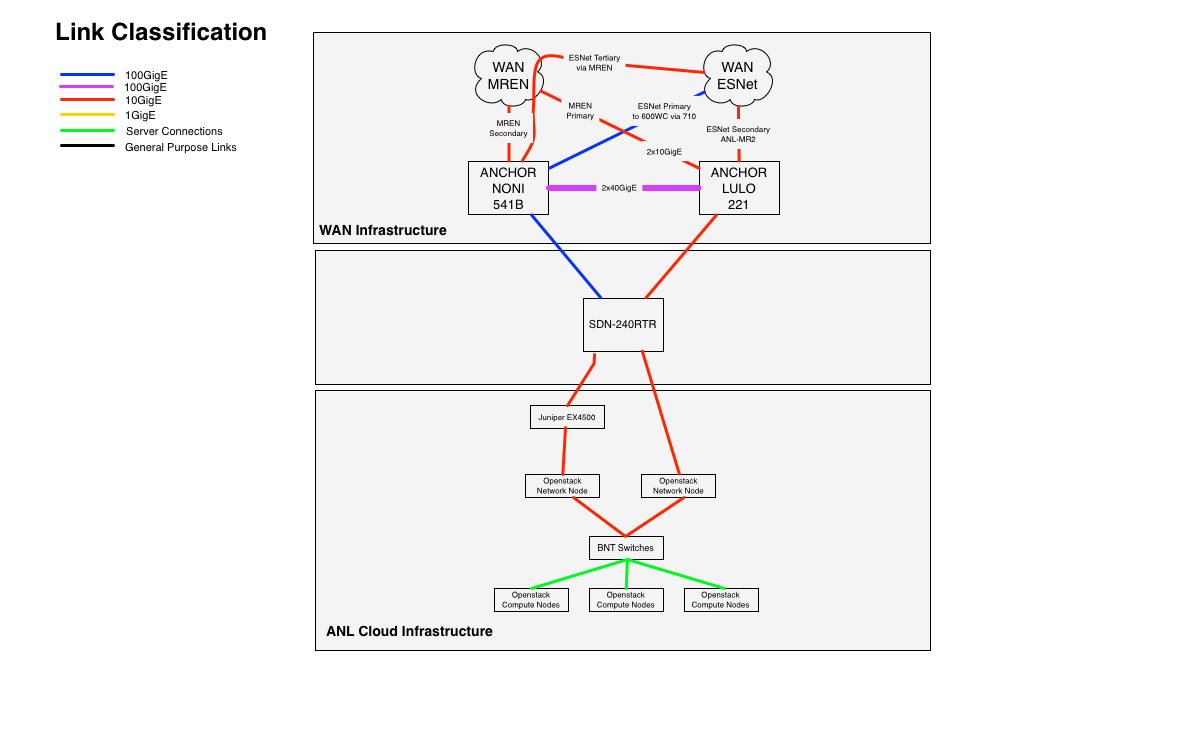 Link Classification
100GigE
100GigE
10GigE
1GigE
Server Connections
General Purpose Links
WAN
MREN
ESNet Tertiary
via MREN
WAN
ESNet
MREN
Primary
ESNet Primary
to 600WC via 710
MREN
Secondary
ESNet Secondary
ANL-MR2
2x10GigE
ANCHOR
NONI
541B
2x40GigE
ANCHOR
LULO
221
WAN Infrastructure
SDN-240RTR
Juniper EX4500
Openstack
Network Node
Openstack
Network Node
BNT Switches
Openstack
Compute Nodes
Openstack
Compute Nodes
Openstack
Compute Nodes
ANL Cloud Infrastructure